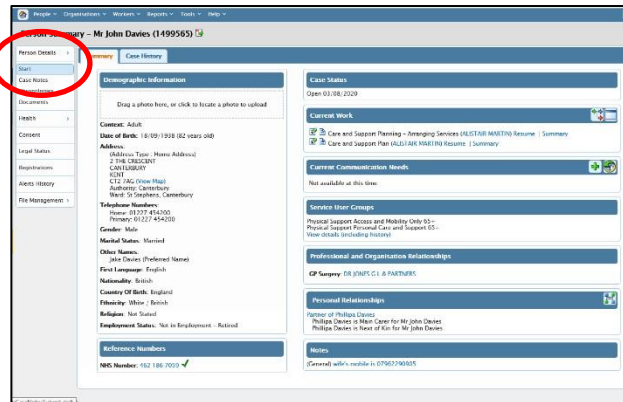 People Organisations Workers Reports Tools Help
Person Summary – Mr John Davies (1499565)
Person Details
Start
Case Notes
Documents
Health
Consent
Legal Status
Registrations
Alerts History
File Management
Summary Case History
Demographic Information
Drag a photo here, or click to locate a photo to upload
Context: Adult
Date of Birth: 18/09/1938 (82 years old)
Address:
(Address Type : Home Address)
2 THE CRESCENT
CANTERBURY
KENT
CT2 7AG (View Map)
Authority: Canterbury
Ward: St Stephens, Canterbury
Telephone Numbers:
Home: 01227 454200
Primary: 01227 454200
Gender: Male
Marital Status: Married
Other Names:
Jake Davies (Preferred Name)
First Language: English
Nationality: British
Country Of Birth: England
Ethnicity: White / British
Religion: Not Stated
Employment Status: Not in Employment - Retired
Reference Numbers
NHS Number: 462 186 7059
Case Status
Open 03/08/2020
Current Work
Care and Support Planning - Arranging Services (ALISTAIR MARTIN) Resume | Summary
Care and Support Plan (ALISTAIR MARTIN) Resume | Summary
Current Communication Needs
Not available at this time
Service User Groups
Physical Support Access and Mobility Only 65+
Physical Support Personal Care and Support 65+
View details (including history)
Professional and Organisation Relationships
GP Surgery: DR JONES G L & PARTNERS
Personal Relationships
Partner of Phillipa Davies
Phillipa Davies is Main Carer for Mr John Davies
Phillipa Davies is Next of Kin for Mr John Davies
Notes
(General) wife's mobile is 07962290805